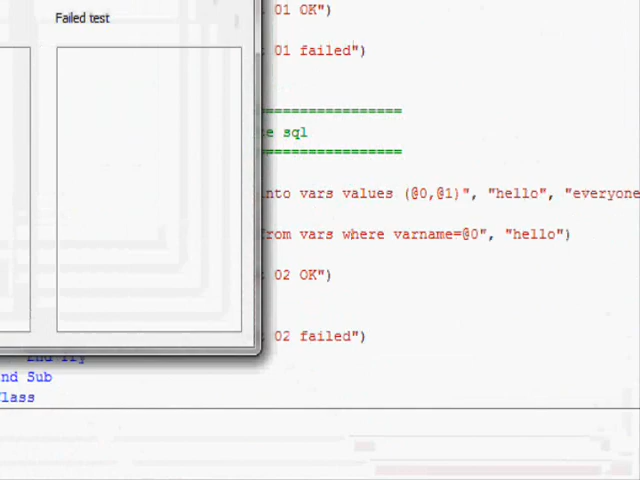 01 OK")
Failed test
01 failed")
====================
e sql
====================
into vars values (@0,@1)", "hello", "everyone
from vars where varname=@0", "hello")
02 OK")
02 failed")
End Try
nd Sub
lass